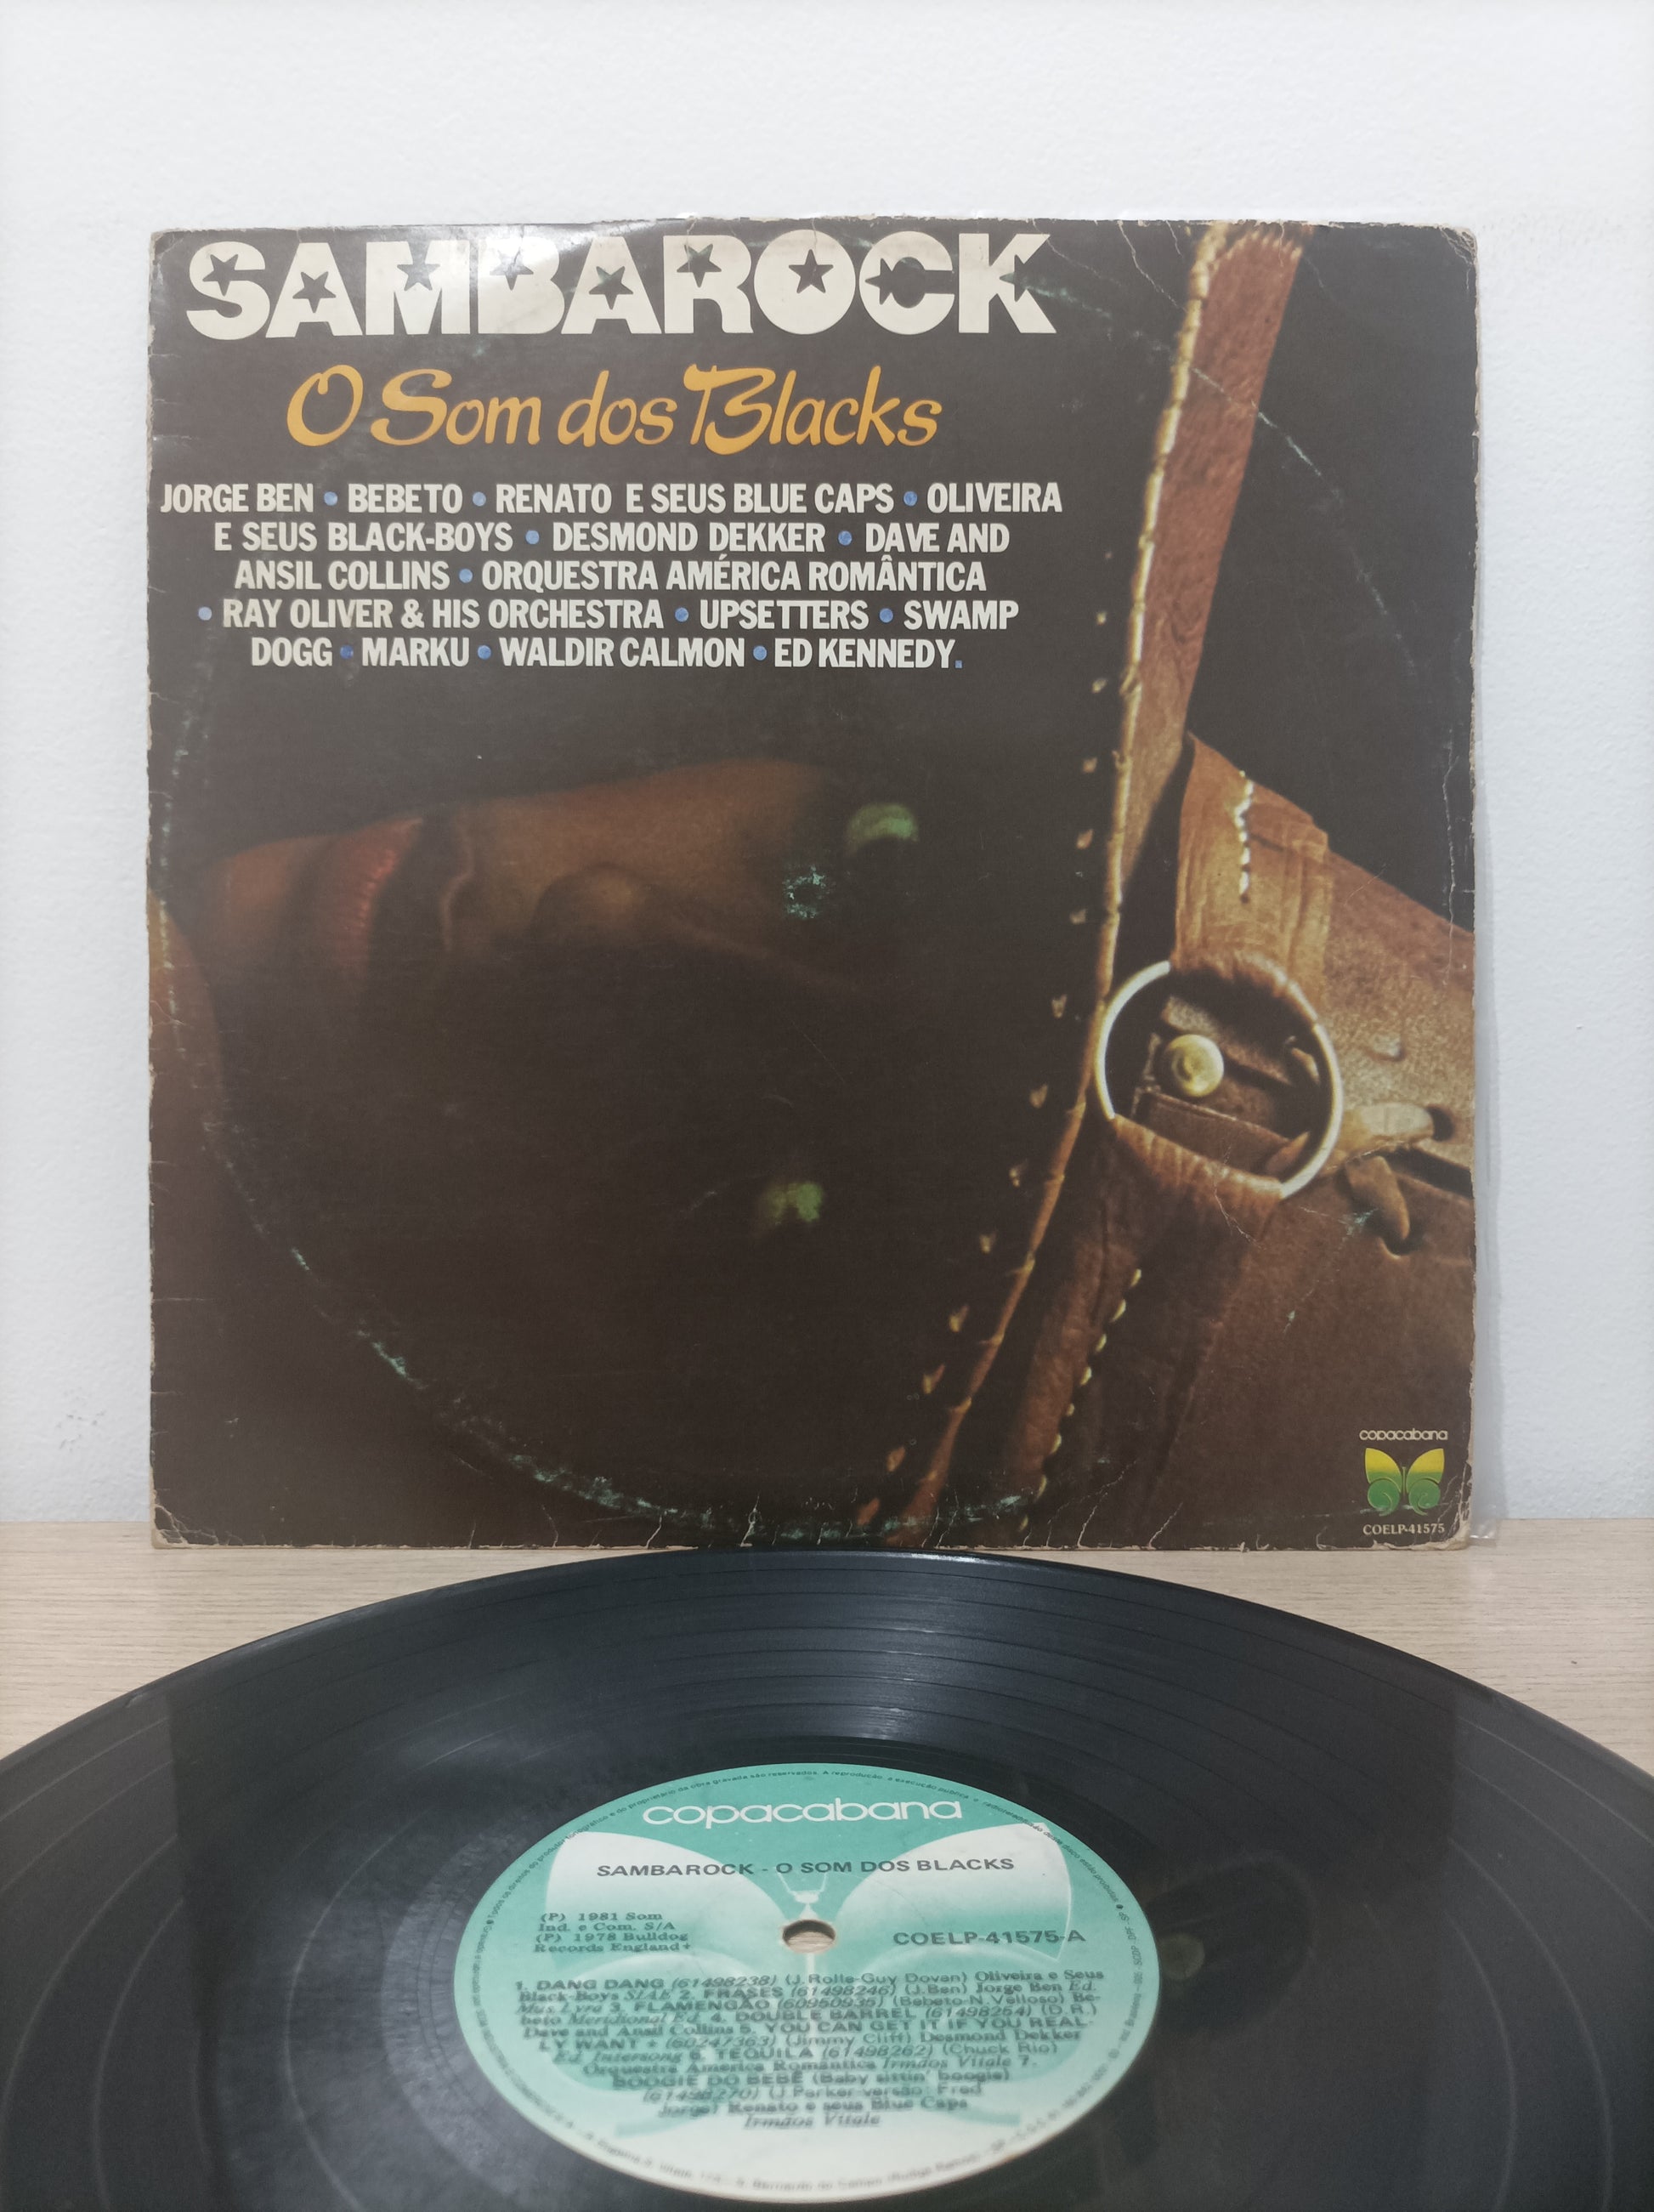 SAMBAROCK
O Som dos Blacks
JORGE BEN • BEBETO • RENATO E SEUS BLUE CAPS • OLIVEIRA
E SEUS BLACK-BOYS • DESMOND DEKKER • DAVE AND
ANSIL COLLINS • ORQUESTRA AMÉRICA ROMÂNTICA
• RAY OLIVER & HIS ORCHESTRA • UPSETTERS • SWAMP
DOGG • MARKU • WALDIR CALMON • ED KENNEDY.
copacabana
COELP-41575
copacabana
SAMBAROCK - O SOM DOS BLACKS
(P) 1981 Som
Ind. e Com. S/A
(P) 1978 Bulldog
Records England+
COELP-41575-A
1. DANG DANG (61498238) (J. Rolle-Guy Dovan) Oliveira e Seus
Black-Boys 2. FRASES (61498246) (J.Ben) Jorge Ben Ed.
Mus. Lyra 3. FLAMENGÃO (60950935) (Bebeto-N. Velloso) Be-
beto Meridional Ed. 4. DOUBLE BARREL (61498254) (D.R.)
Dave and Ansil Collins 5. YOU CAN GET IT IF YOU REAL-
LY WANT + (60247363) (Jimmy Cliff) Desmond Dekker
Ed. Intersong 6. TEQUILA (61498262) (Chuck Rio)
Orquestra América Romântica Irmãos Vitale 7.
BOOGIE DO BEBÊ (Baby sittin' boogie)
(61498270) (J. Parker-versão: Fred
Jorge) Renato e seus Blue Caps
Irmãos Vitale